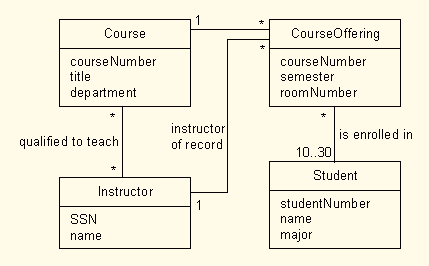 Course
1
*
CourseOffering
courseNumber
title
department
*
courseNumber
semester
roomNumber
*
*
qualified to teach
instructor
of record
is enrolled in
*
10..30
Instructor
1
Student
SSN
name
studentNumber
name
major